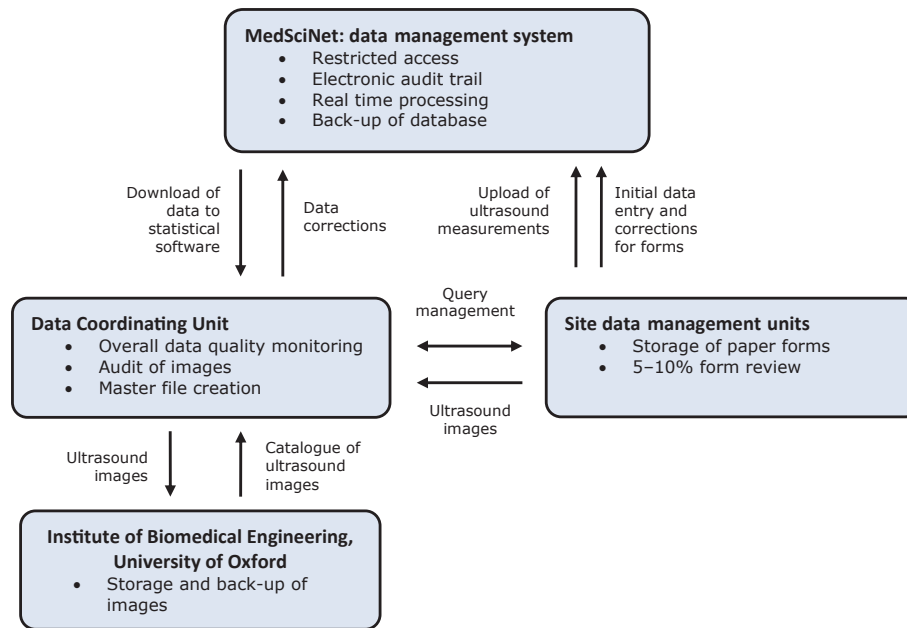 MedSciNet: data management system
• Restricted access
• Electronic audit trail
• Real time processing
• Back-up of database
Download of
data to
statistical
software
Data
corrections
Upload of
ultrasound
measurements
Initial data
entry and
corrections
for forms
Data Coordinating Unit
• Overall data quality monitoring
• Audit of images
• Master file creation
Query
management
Ultrasound
images
Site data management units
• Storage of paper forms
• 5–10% form review
Ultrasound
images
Catalogue of
ultrasound
images
Institute of Biomedical Engineering,
University of Oxford
• Storage and back-up of
images